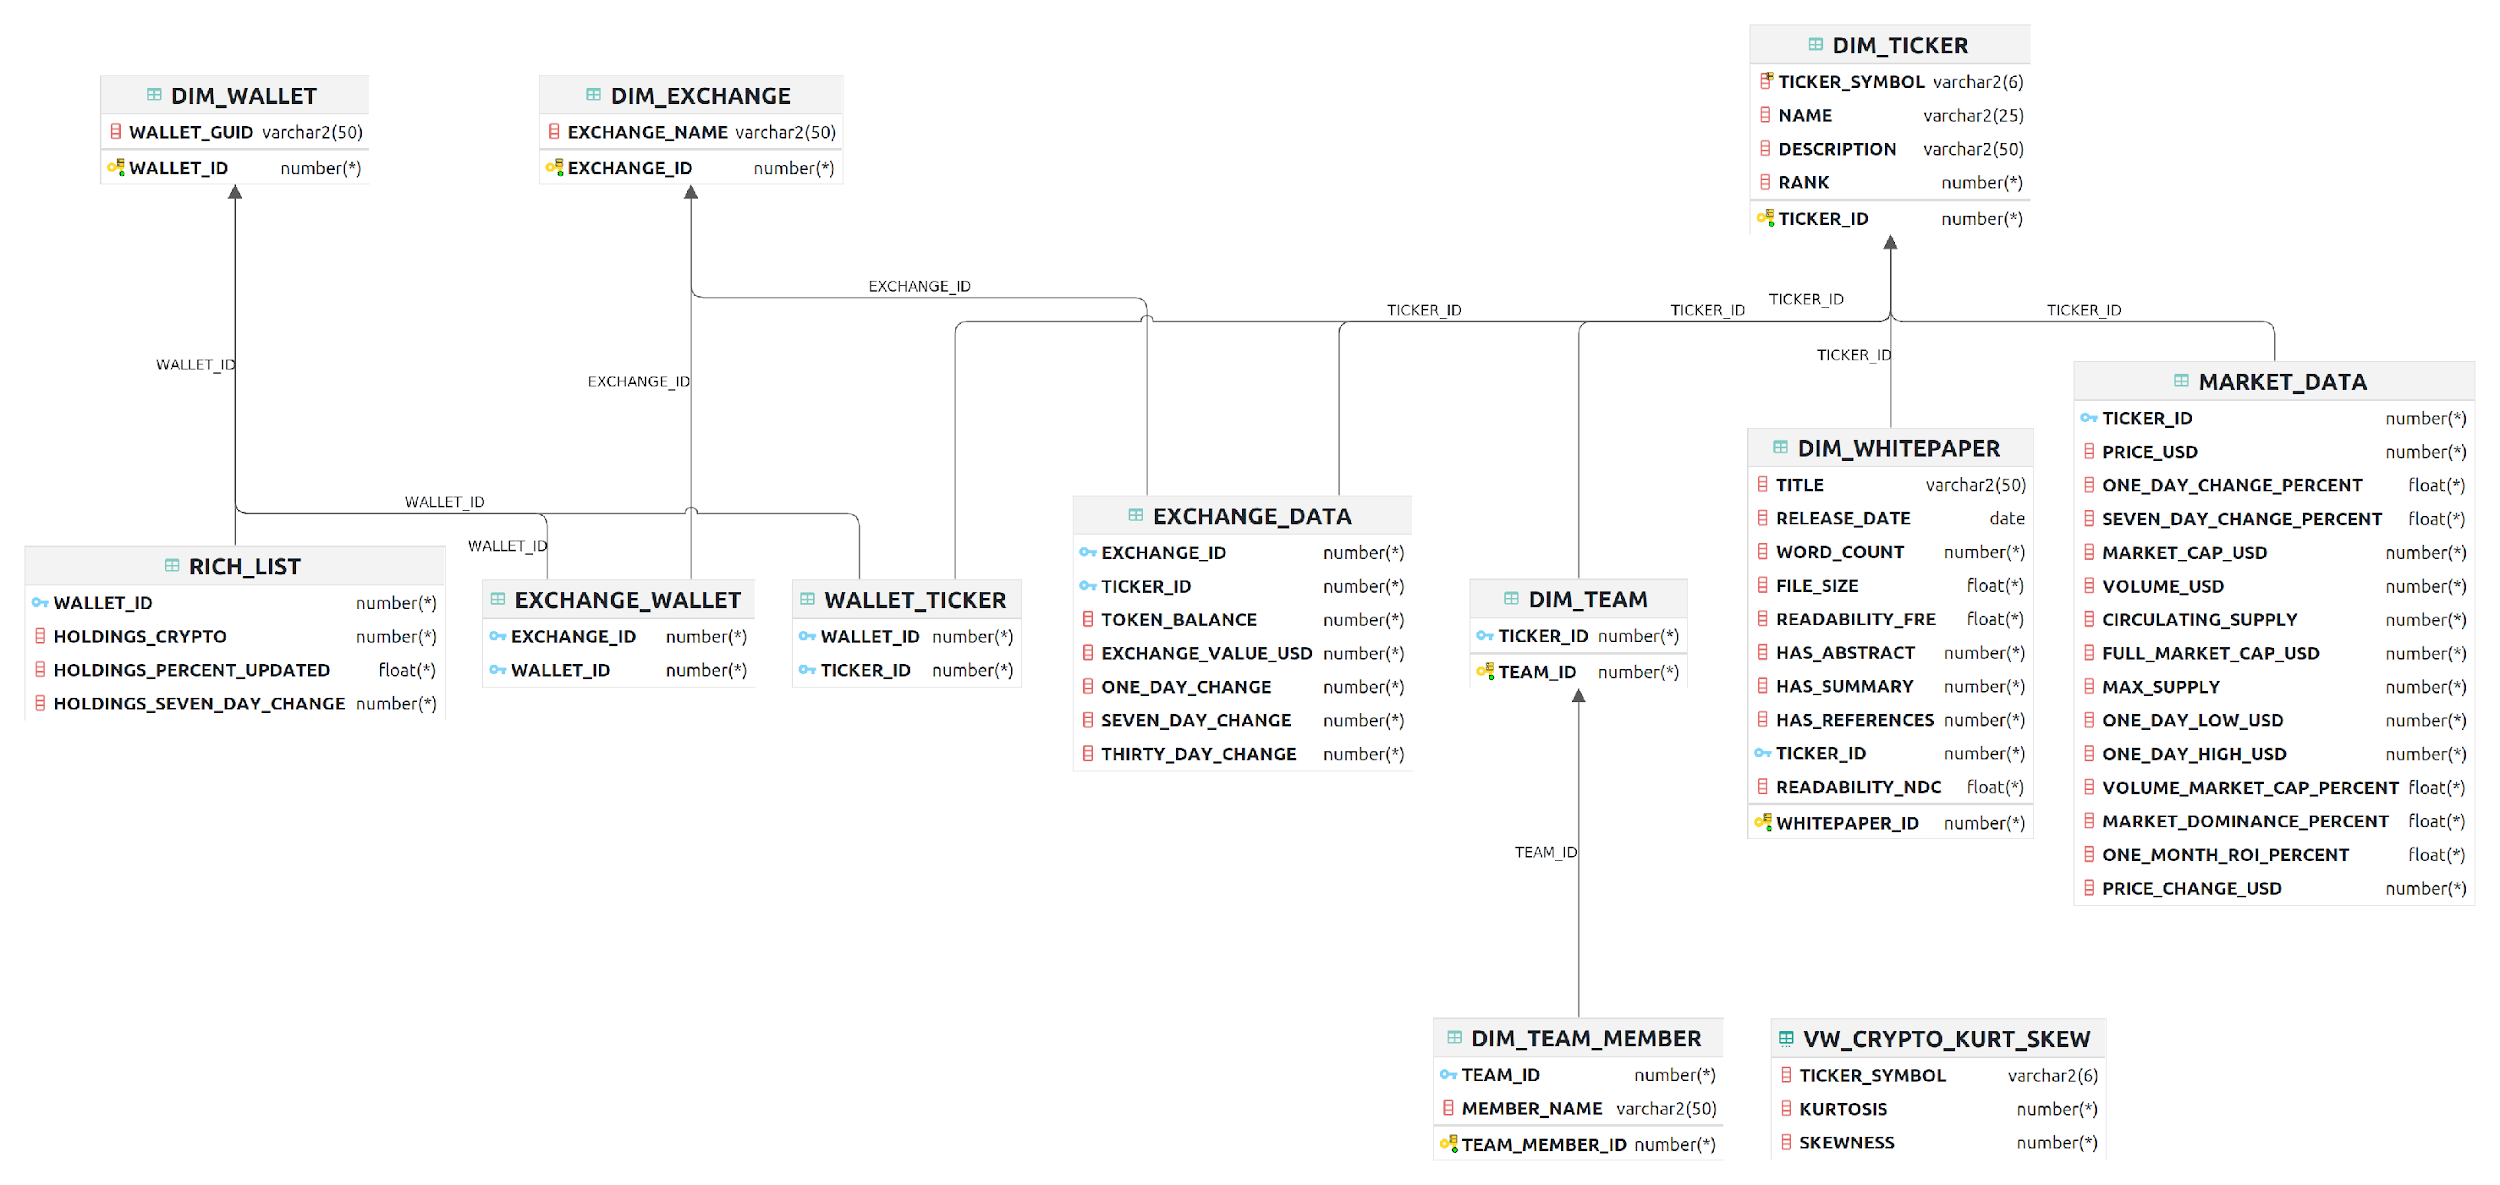 DIM_WALLET
WALLET_GUID varchar2(50)
WALLET_ID number(*)
DIM_EXCHANGE
EXCHANGE_NAME varchar2(50)
EXCHANGE_ID number(*)
DIM_TICKER
TICKER_SYMBOL varchar2(6)
NAME varchar2(25)
DESCRIPTION varchar2(50)
RANK number(*)
TICKER_ID number(*)
EXCHANGE_ID
TICKER_ID
TICKER_ID
TICKER_ID
TICKER_ID
TICKER_ID
WALLET_ID
EXCHANGE_ID
WALLET_ID
WALLET_ID
RICH_LIST
WALLET_ID number(*)
HOLDINGS_CRYPTO number(*)
HOLDINGS_PERCENT_UPDATED float(*)
HOLDINGS_SEVEN_DAY_CHANGE number(*)
EXCHANGE_WALLET
EXCHANGE_ID number(*)
WALLET_ID number(*)
WALLET_TICKER
WALLET_ID number(*)
TICKER_ID number(*)
EXCHANGE_DATA
EXCHANGE_ID number(*)
TICKER_ID number(*)
TOKEN_BALANCE number(*)
EXCHANGE_VALUE_USD number(*)
ONE_DAY_CHANGE number(*)
SEVEN_DAY_CHANGE number(*)
THIRTY_DAY_CHANGE number(*)
DIM_TEAM
TICKER_ID number(*)
TEAM_ID number(*)
DIM_WHITEPAPER
TITLE varchar2(50)
RELEASE_DATE date
WORD_COUNT number(*)
FILE_SIZE float(*)
READABILITY_FRE float(*)
HAS_ABSTRACT number(*)
HAS_SUMMARY number(*)
HAS_REFERENCES number(*)
TICKER_ID number(*)
READABILITY_NDC float(*)
WHITEPAPER_ID number(*)
MARKET_DATA
TICKER_ID number(*)
PRICE_USD number(*)
ONE_DAY_CHANGE_PERCENT float(*)
SEVEN_DAY_CHANGE_PERCENT float(*)
MARKET_CAP_USD number(*)
VOLUME_USD number(*)
CIRCULATING_SUPPLY number(*)
FULL_MARKET_CAP_USD number(*)
MAX_SUPPLY number(*)
ONE_DAY_LOW_USD number(*)
ONE_DAY_HIGH_USD number(*)
VOLUME_MARKET_CAP_PERCENT float(*)
MARKET_DOMINANCE_PERCENT float(*)
ONE_MONTH_ROI_PERCENT float(*)
PRICE_CHANGE_USD number(*)
TEAM_ID
DIM_TEAM_MEMBER
TEAM_ID number(*)
MEMBER_NAME varchar2(50)
TEAM_MEMBER_ID number(*)
VW_CRYPTO_KURT_SKEW
TICKER_SYMBOL varchar2(6)
KURTOSIS number(*)
SKEWNESS number(*)